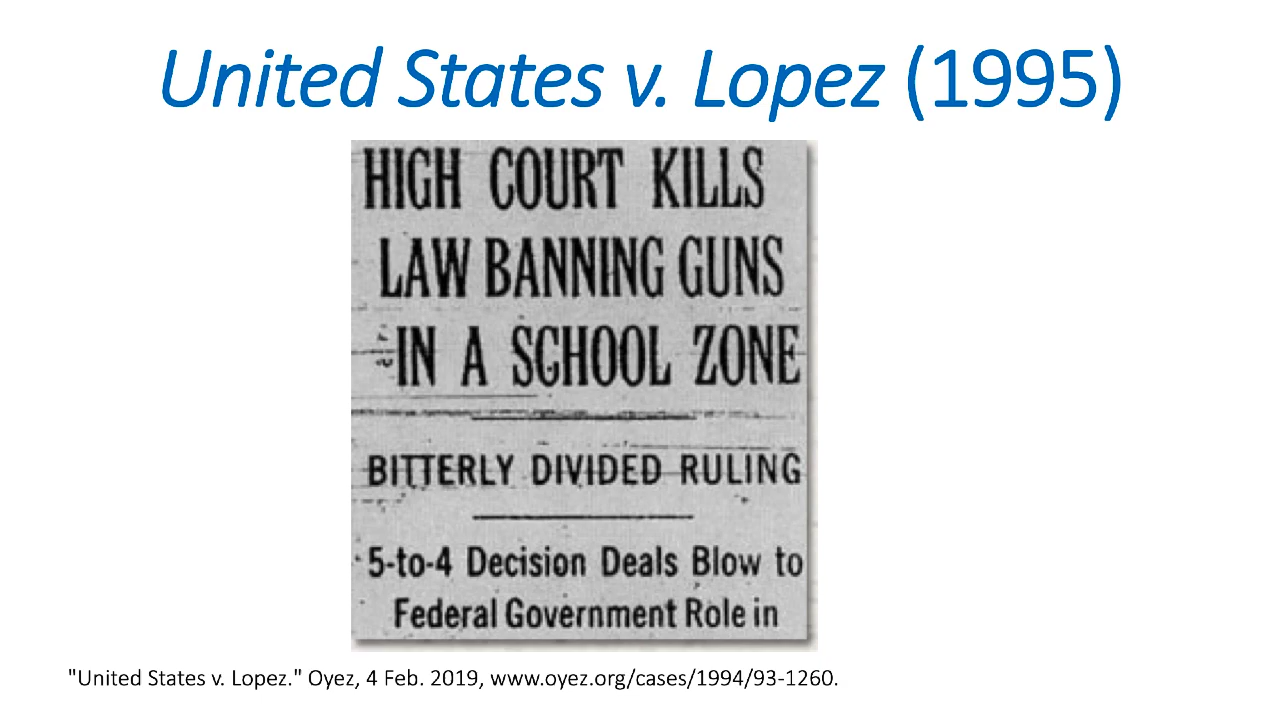 United States v. Lopez (1995)
HIGH COURT KILLS
LAW BANNING GUNS
IN A SCHOOL ZONE
BITTERLY DIVIDED RULING
5-to-4 Decision Deals Blow to
Federal Government Role in
"United States v. Lopez." Oyez, 4 Feb. 2019, www.oyez.org/cases/1994/93-1260.